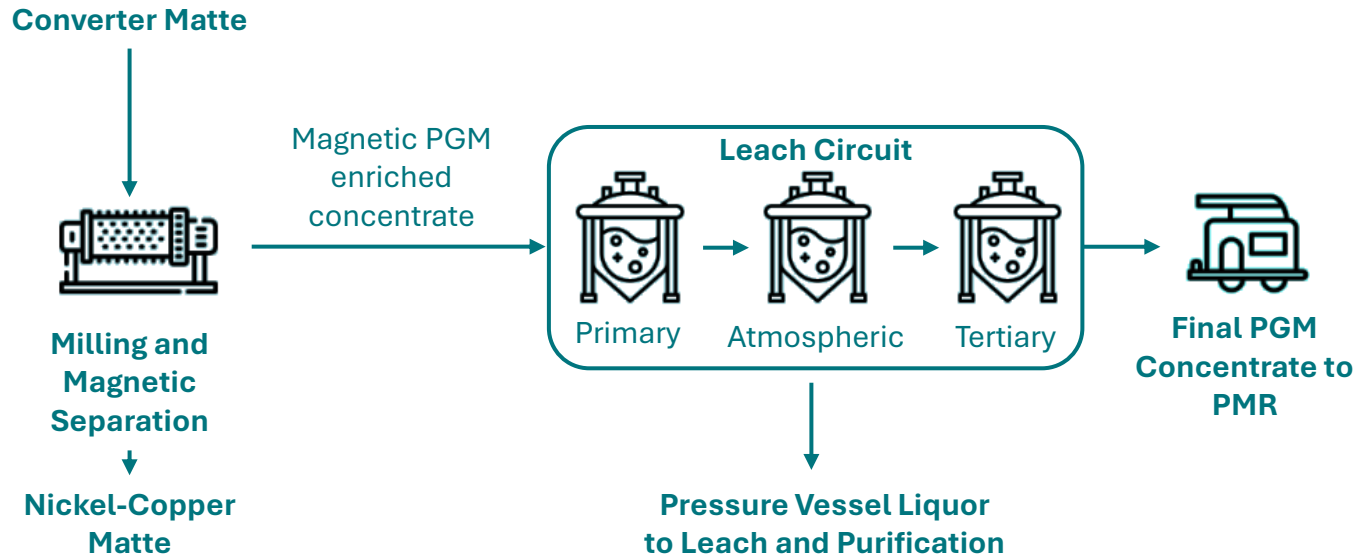 Converter Matte
Magnetic PGM
enriched
concentrate
Leach Circuit
Primary
Atmospheric
Tertiary
Milling and
Magnetic
Separation
Final PGM
Concentrate to
PMR
Nickel-Copper
Matte
Pressure Vessel Liquor
to Leach and Purification